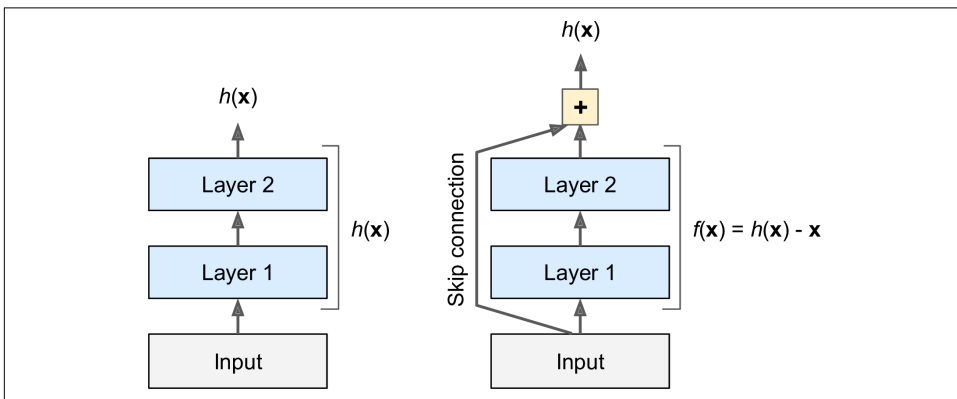 h(x)
Layer 2
Layer 1
h(x)
Input
h(x)
+
Skip connection
Layer 2
Layer 1
f(x) = h(x) - x
Input